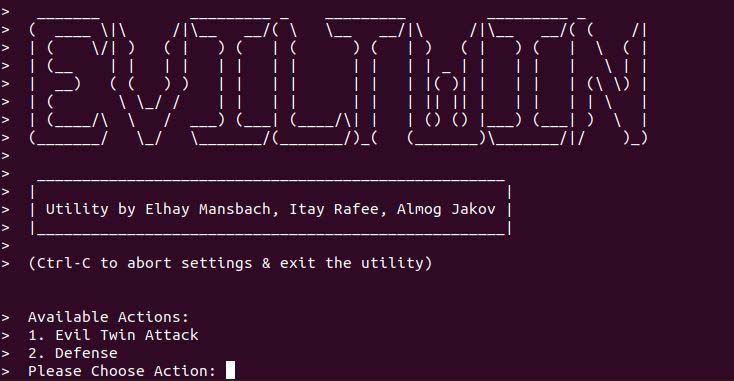 EVILTWIN
Utility by Elhay Mansbach, Itay Rafee, Almog Jakov
> (Ctrl-C to abort settings & exit the utility)
> Available Actions:
> 1. Evil Twin Attack
> 2. Defense
> Please Choose Action: